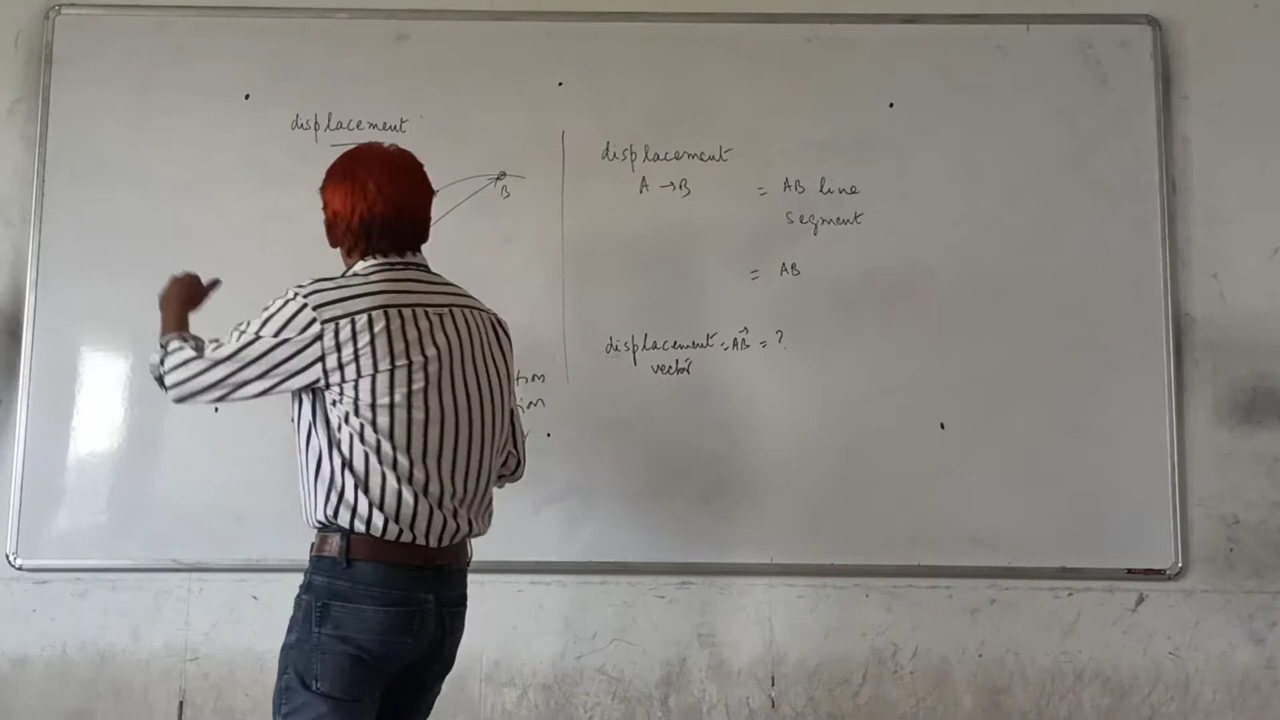 displacement :
B
displacement
A → B = AB line
segment
= AB
displacement = AB⃗ = ?
vector